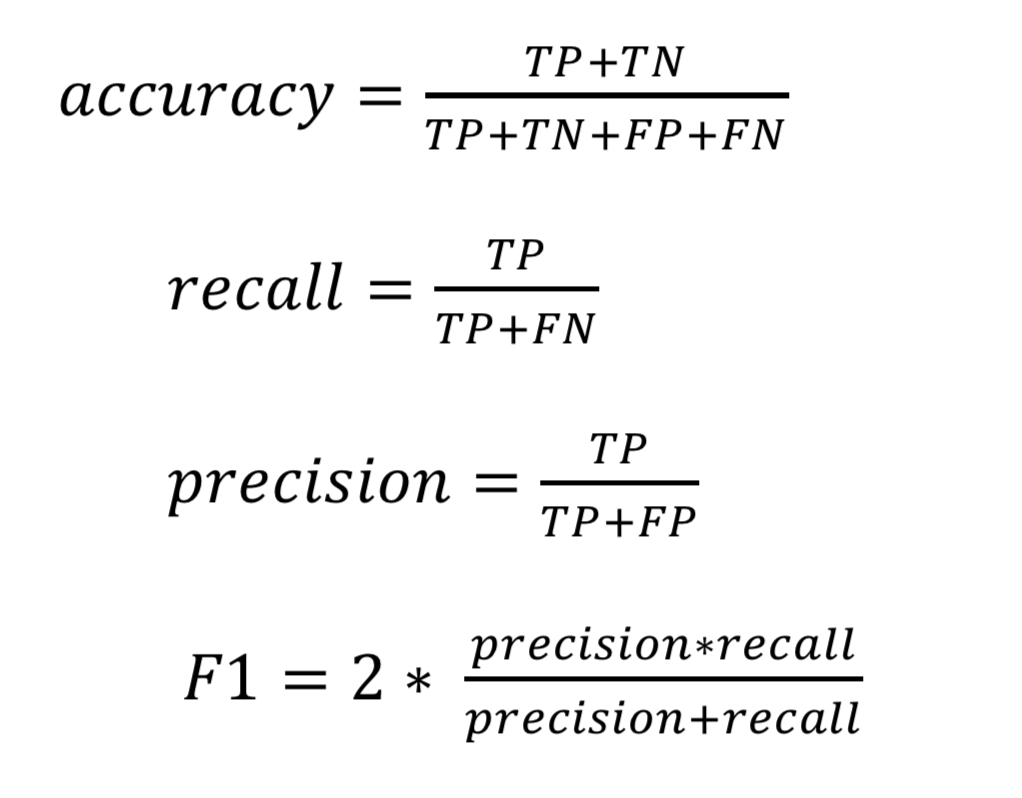 accuracy = TP+TN / TP+TN+FP+FN
recall = TP / TP+FN
precision = TP / TP+FP
F1 = 2 * precision*recall / precision+recall